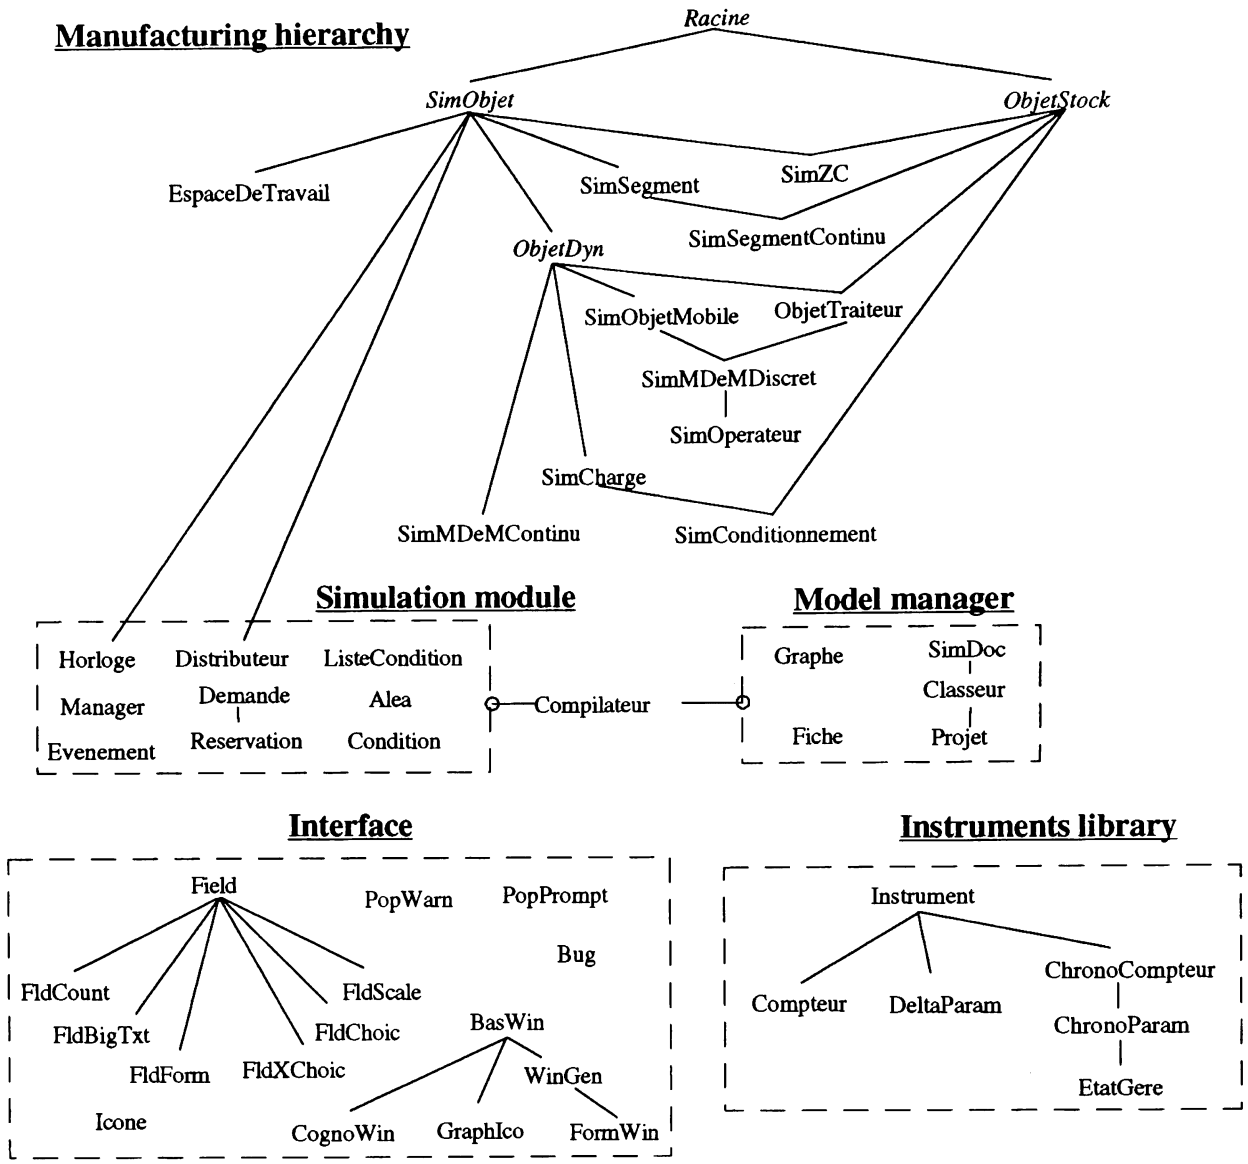 Racine
Manufacturing hierarchy
SimObjet
ObjetStock
EspaceDeTravail
SimSegment
SimZC
SimSegmentContinu
ObjetDyn
SimObjetMobile
ObjetTraiteur
SimMDeMDiscret
SimOperateur
SimCharge
SimMDeMContinu
SimConditionnement
Simulation module
Horloge Distributeur ListeCondition
Manager Demande Alea
Evenement Reservation Condition
Compilateur
Model manager
Graphe SimDoc
Classeur
Fiche Projet
Interface
Field PopWarn PopPrompt
Bug
FldCount FldScale
FldBigTxt FldChoic
FldForm FldXChoic
BasWin
WinGen
Icone CognoWin GraphIco FormWin
Instruments library
Instrument
ChronoCompteur
Compteur DeltaParam
ChronoParam
EtatGere